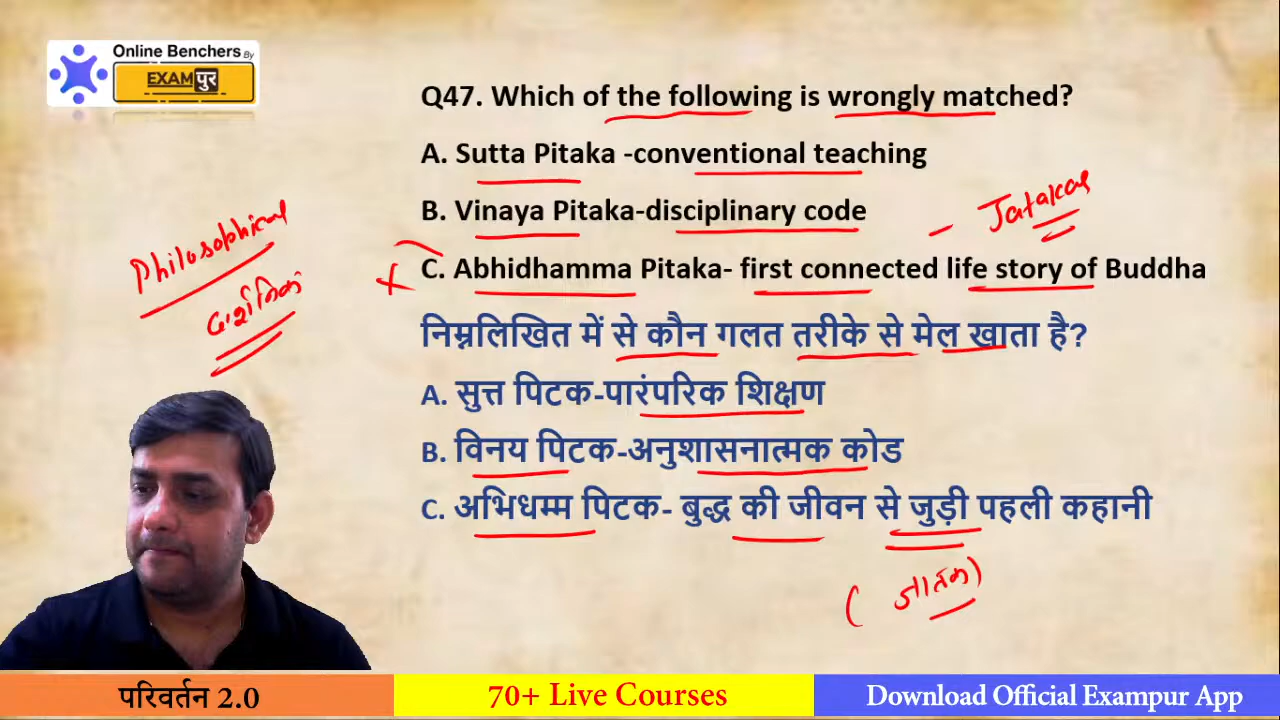 Online Benchers By
EXAMपुर
Q47. Which of the following is wrongly matched?
A. Sutta Pitaka -conventional teaching
B. Vinaya Pitaka-disciplinary code
- Jatakas
C. Abhidhamma Pitaka- first connected life story of Buddha
Philosophical
निम्नलिखित में से कौन गलत तरीके से मेल खाता है?
A. सुत्त पिटक-पारंपरिक शिक्षण
B. विनय पिटक-अनुशासनात्मक कोड
C. अभिधम्म पिटक- बुद्ध की जीवन से जुड़ी पहली कहानी
( जातक )
परिवर्तन 2.0
70+ Live Courses
Download Official Exampur App